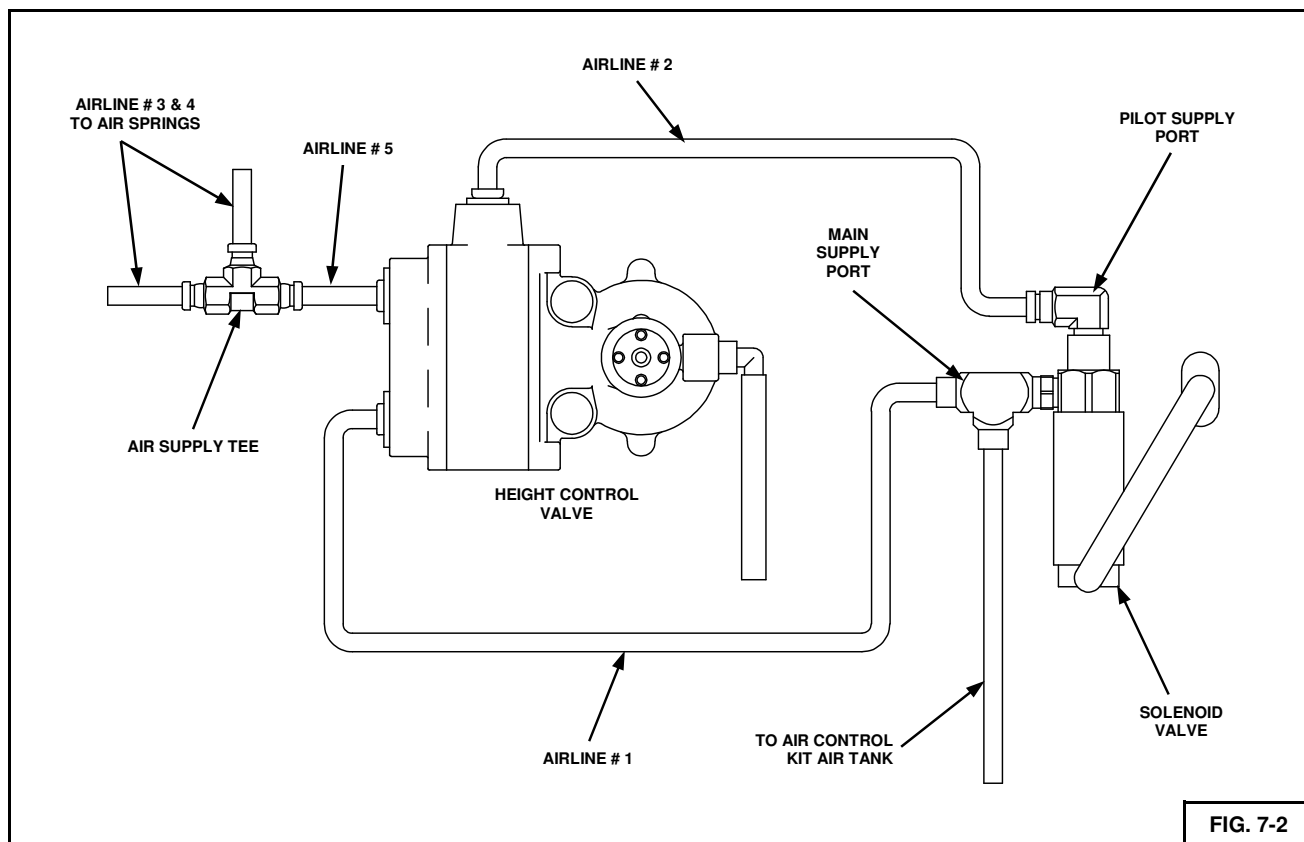 AIRLINE # 2
AIRLINE # 3 & 4
TO AIR SPRINGS
PILOT SUPPLY
PORT
AIRLINE # 5
MAIN
SUPPLY
PORT
AIR SUPPLY TEE
HEIGHT CONTROL
VALVE
SOLENOID
VALVE
TO AIR CONTROL
KIT AIR TANK
AIRLINE # 1
FIG. 7-2